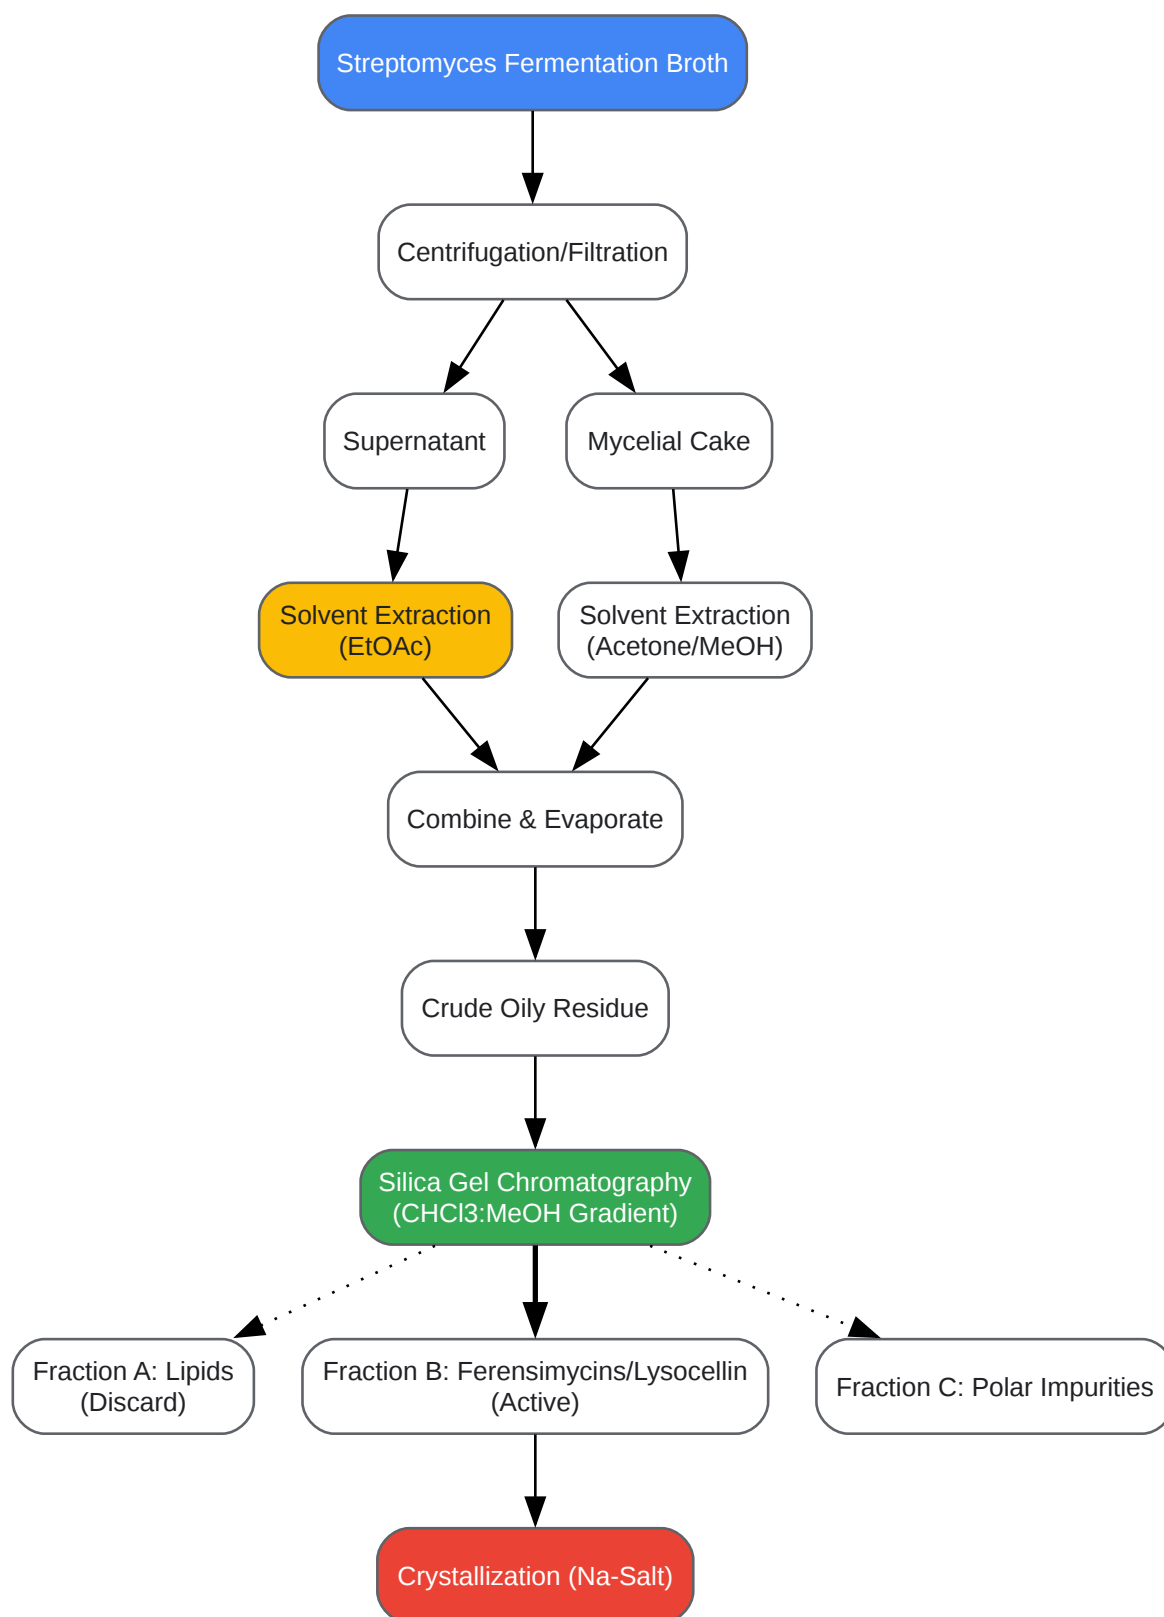 Streptomyces Fermentation Broth
Centrifugation/Filtration
Supernatant
Mycelial Cake
Solvent Extraction
(EtOAc)
Solvent Extraction
(Acetone/MeOH)
Combine & Evaporate
Crude Oily Residue
Silica Gel Chromatography
(CHCl3:MeOH Gradient)
Fraction A: Lipids
(Discard)
Fraction B: Ferensimycins/Lysocellin
(Active)
Fraction C: Polar Impurities
Crystallization (Na-Salt)